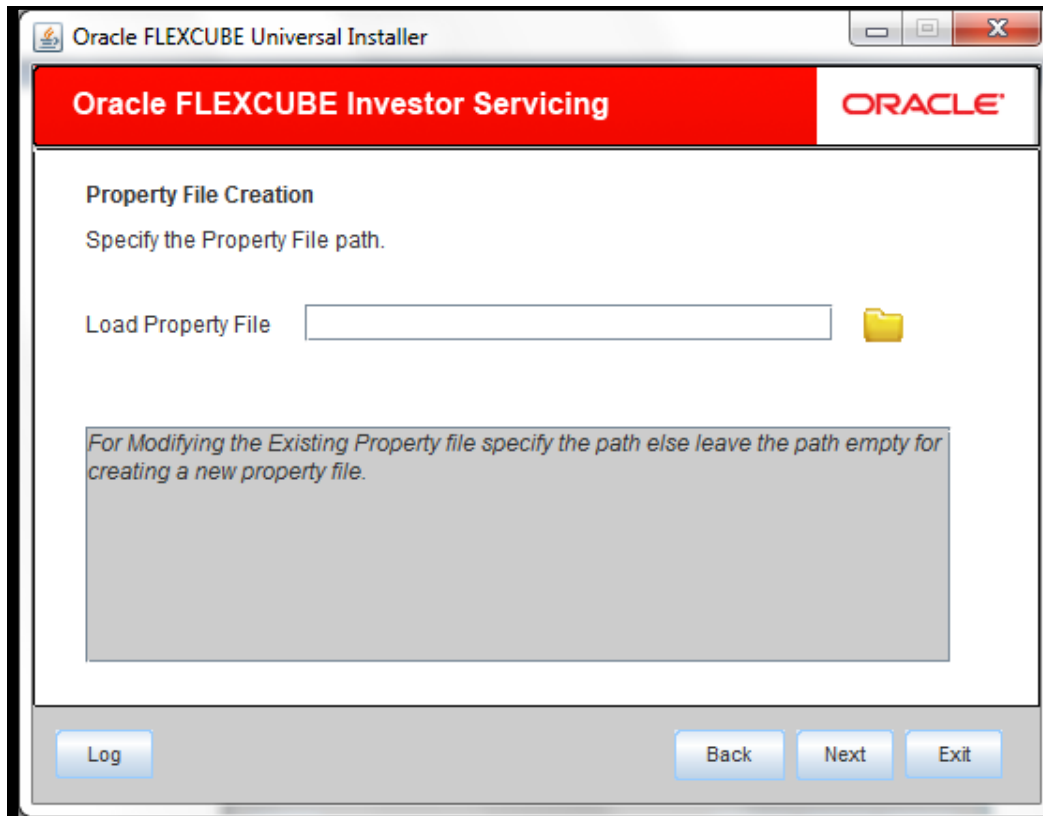 Oracle FLEXCUBE Universal Installer
Oracle FLEXCUBE Investor Servicing
ORACLE
Property File Creation
Specify the Property File path.
Load Property File
For Modifying the Existing Property file specify the path else leave the path empty for
creating a new property file.
Log
Back
Next
Exit